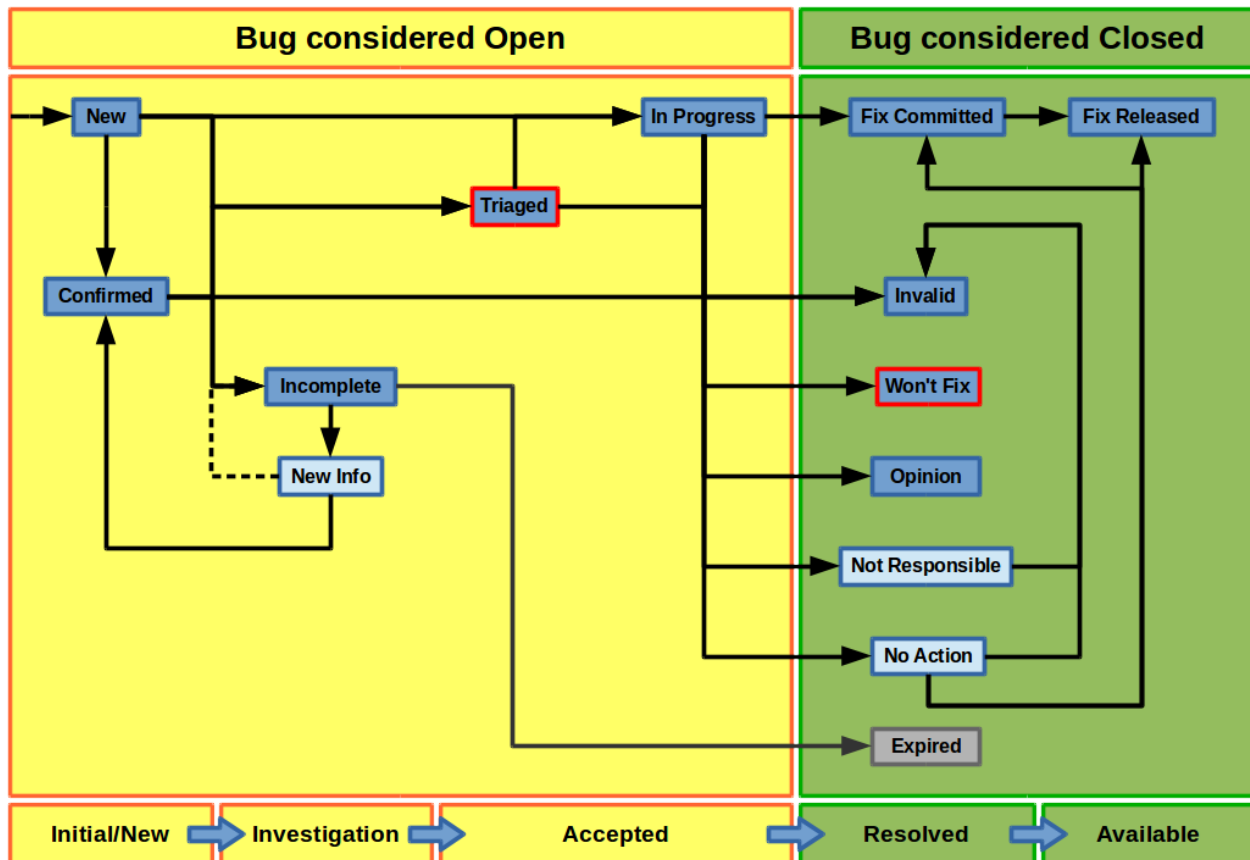 Bug considered Open
Bug considered Closed
New
In Progress
Fix Committed
Fix Released
Triaged
Confirmed
Invalid
Incomplete
Won't Fix
New Info
Opinion
Not Responsible
No Action
Expired
Initial/New
Investigation
Accepted
Resolved
Available